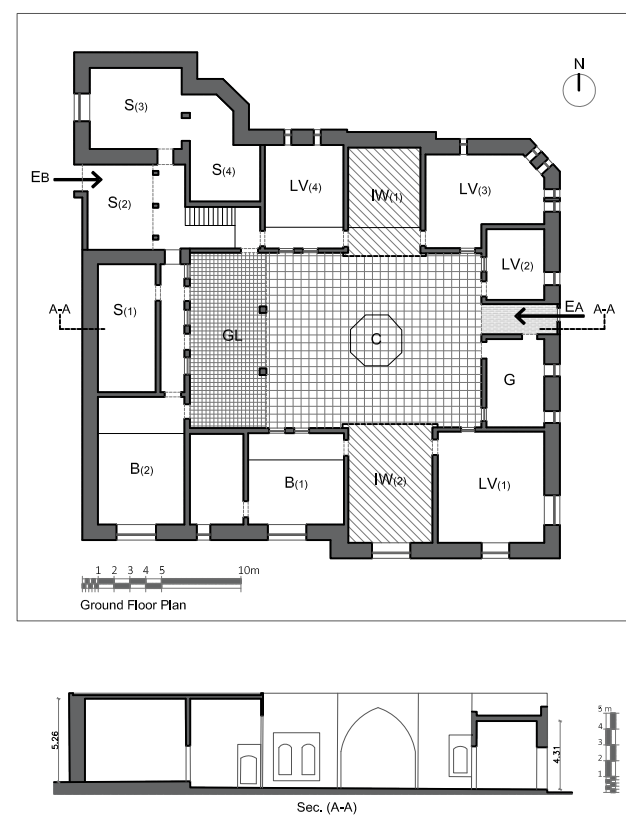 N
S(3)
S(4)
EB
S(2)
LV(4)
IW(1)
LV(3)
LV(2)
A-A
S(1)
EA
A-A
GL
C
G
B(2)
B(1)
IW(2)
LV(1)
1 2 3 4 5 10m
Ground Floor Plan
5.26
4.31
5 m
4
3
2
1
Sec. (A-A)